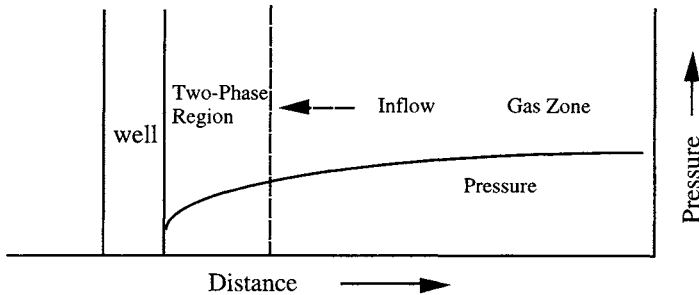 Two-Phase
Region
Inflow
Gas Zone
well
Pressure
Pressure
Distance